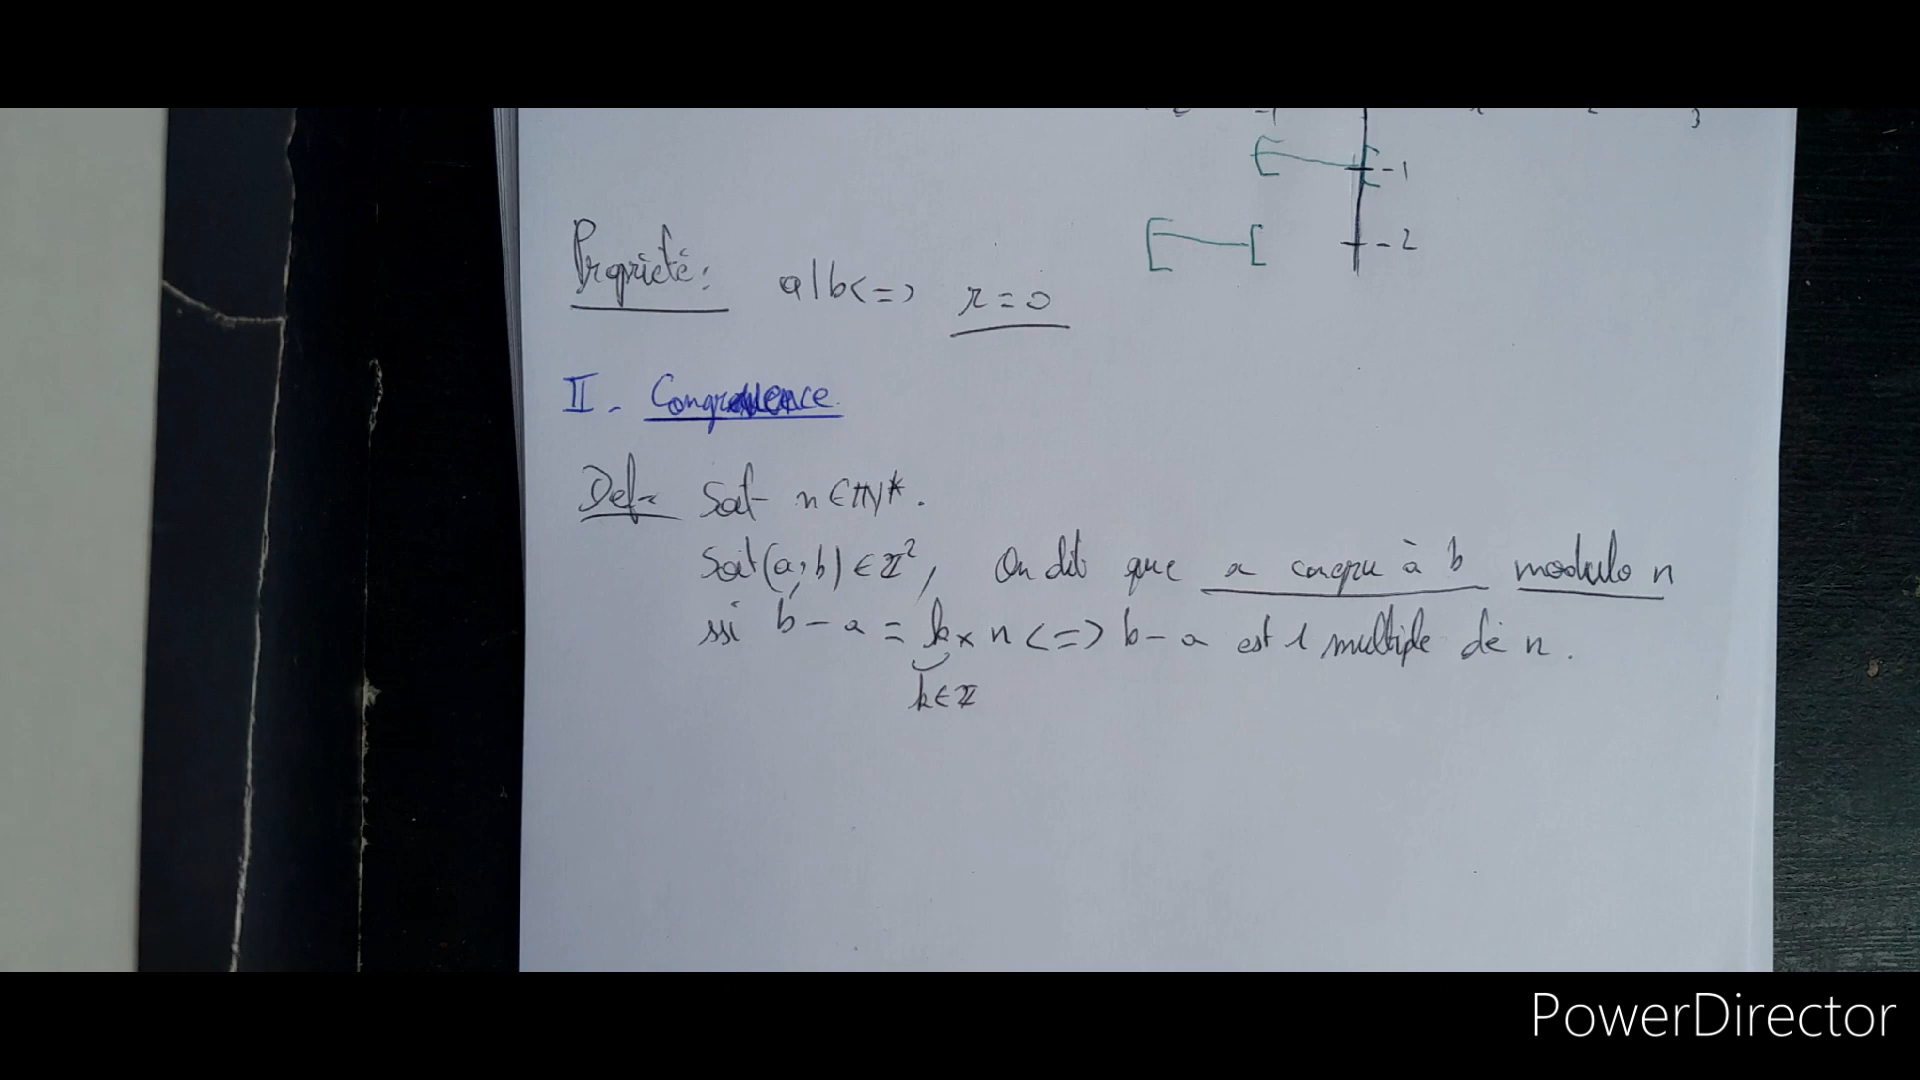 -1
-2
Propriété : a|b <=> r=0
II - Congruence
Def= Soit n ∈ ℕ*.
Soit (a,b) ∈ ℤ², On dit que a congru à b modulo n
ssi b-a = k × n <=> b-a est 1 multiple de n.
k∈ℤ
PowerDirector